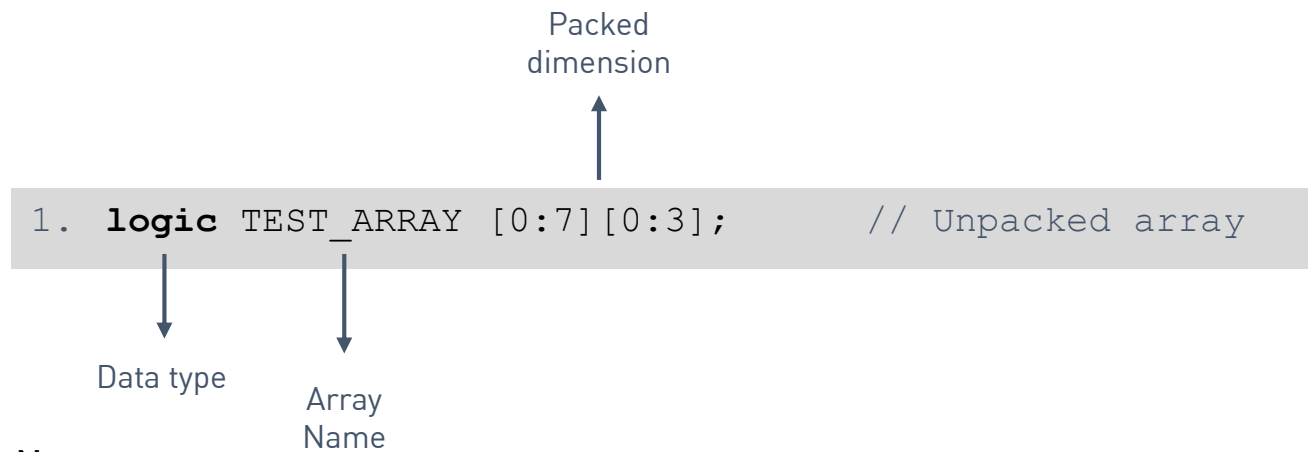 Packed
dimension
1. logic TEST_ARRAY [0:7][0:3]; // Unpacked array
Data type
Array
Name